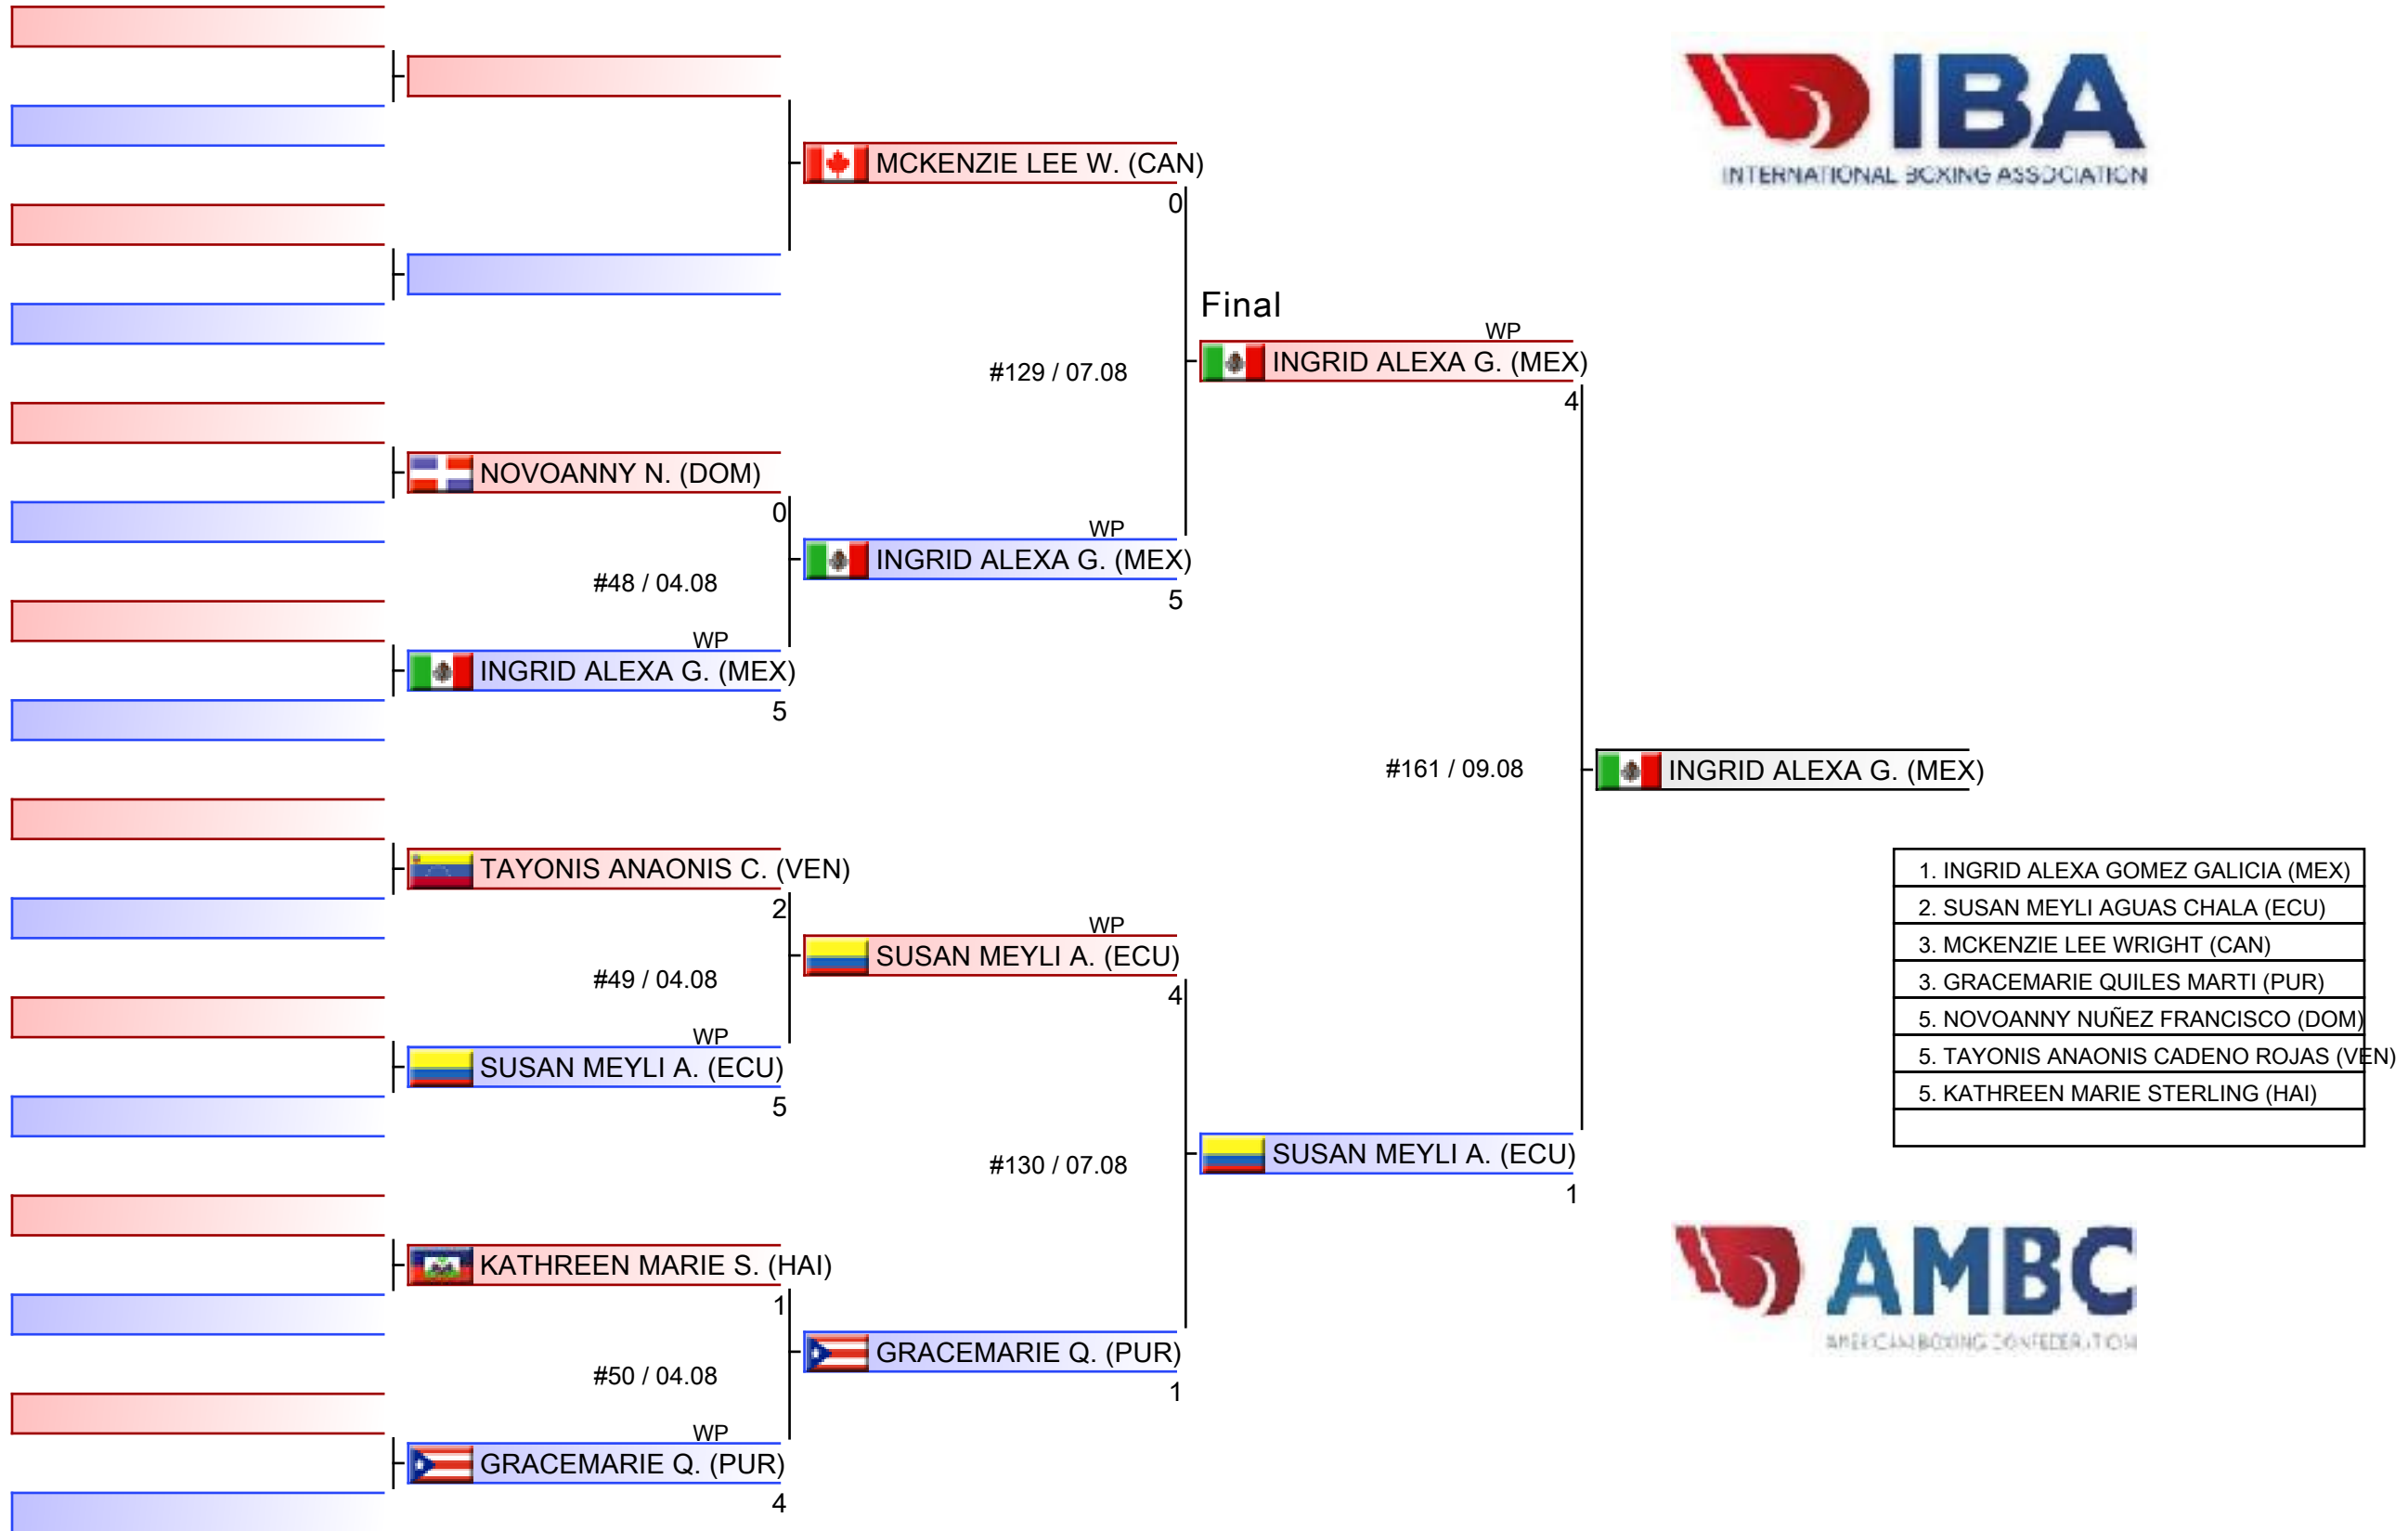 IBA
INTERNATIONAL BOXING ASSOCIATION
MCKENZIE LEE W. (CAN)
0
Final
WP
INGRID ALEXA G. (MEX)
4
#129 / 07.08
NOVOANNY N. (DOM)
0
WP
INGRID ALEXA G. (MEX)
5
#48 / 04.08
WP
INGRID ALEXA G. (MEX)
5
#161 / 09.08
INGRID ALEXA G. (MEX)
TAYONIS ANAONIS C. (VEN)
2
WP
SUSAN MEYLI A. (ECU)
4
#49 / 04.08
WP
SUSAN MEYLI A. (ECU)
5
#130 / 07.08
SUSAN MEYLI A. (ECU)
1
1. INGRID ALEXA GOMEZ GALICIA (MEX)
2. SUSAN MEYLI AGUAS CHALA (ECU)
3. MCKENZIE LEE WRIGHT (CAN)
3. GRACEMARIE QUILES MARTI (PUR)
5. NOVOANNY NUÑEZ FRANCISCO (DOM)
5. TAYONIS ANAONIS CADENO ROJAS (VEN)
5. KATHREEN MARIE STERLING (HAI)
KATHREEN MARIE S. (HAI)
1
GRACEMARIE Q. (PUR)
1
#50 / 04.08
WP
GRACEMARIE Q. (PUR)
4
AMBC
AMERICAN BOXING CONFEDERATION